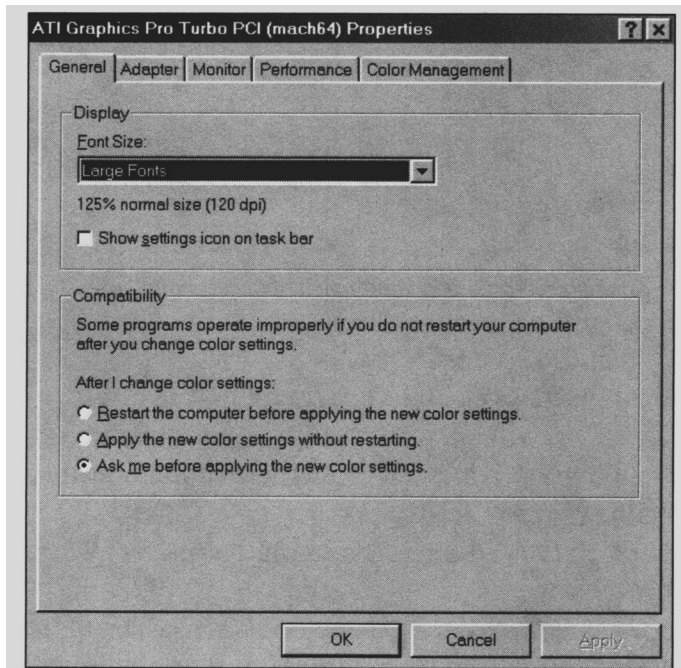 ATI Graphics Pro Turbo PCI (mach64) Properties
General Adapter Monitor Performance Color Management
Display
Font Size:
Large Fonts
125% normal size (120 dpi)
Show settings icon on task bar
Compatibility
Some programs operate improperly if you do not restart your computer
after you change color settings.
After I change color settings:
Restart the computer before applying the new color settings.
Apply the new color settings without restarting.
Ask me before applying the new color settings.
OK Cancel Apply